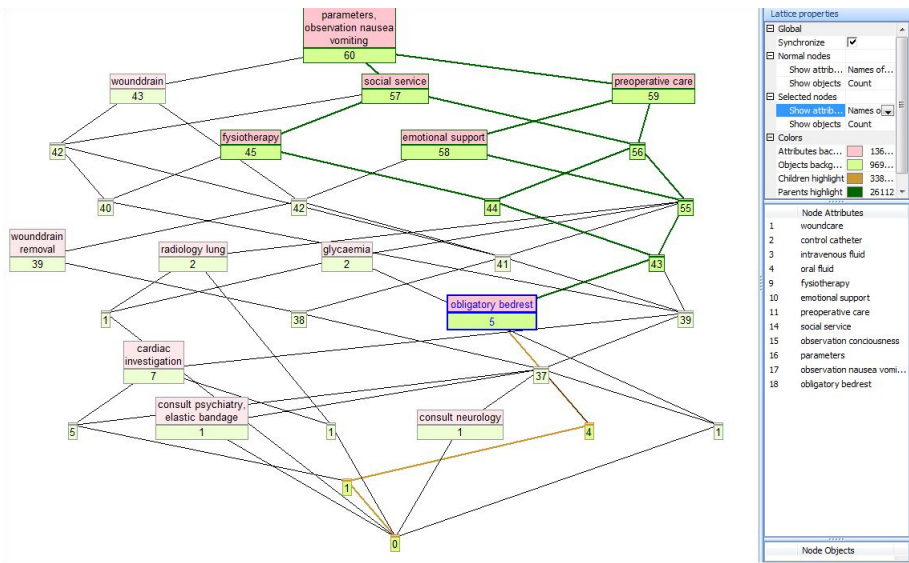 parameters,
observation nausea
vomiting
60
wounddrain
43
social service
57
preoperative care
59
42
fysiotherapy
45
emotional support
58
56
40
42
44
55
wounddrain
removal
39
radiology lung
2
glycaemia
2
41
43
1
38
obligatory bedrest
5
39
cardiac
investigation
7
37
consult psychiatry,
elastic bandage
1
consult neurology
1
5
1
4
1
1
0
Lattice properties
Global
Synchronize
Normal nodes
Show attrib... Names of...
Show objects Count
Selected nodes
Show attrib... Names o
Show objects Count
Colors
Attributes bac... 136...
Objects backg... 969...
Children highlight 338...
Parents highlight 26112
Node Attributes
1 woundcare
2 control catheter
3 intravenous fluid
4 oral fluid
9 fysiotherapy
10 emotional support
11 preoperative care
14 social service
15 observation conciousness
16 parameters
17 observation nausea vomi...
18 obligatory bedrest
Node Objects